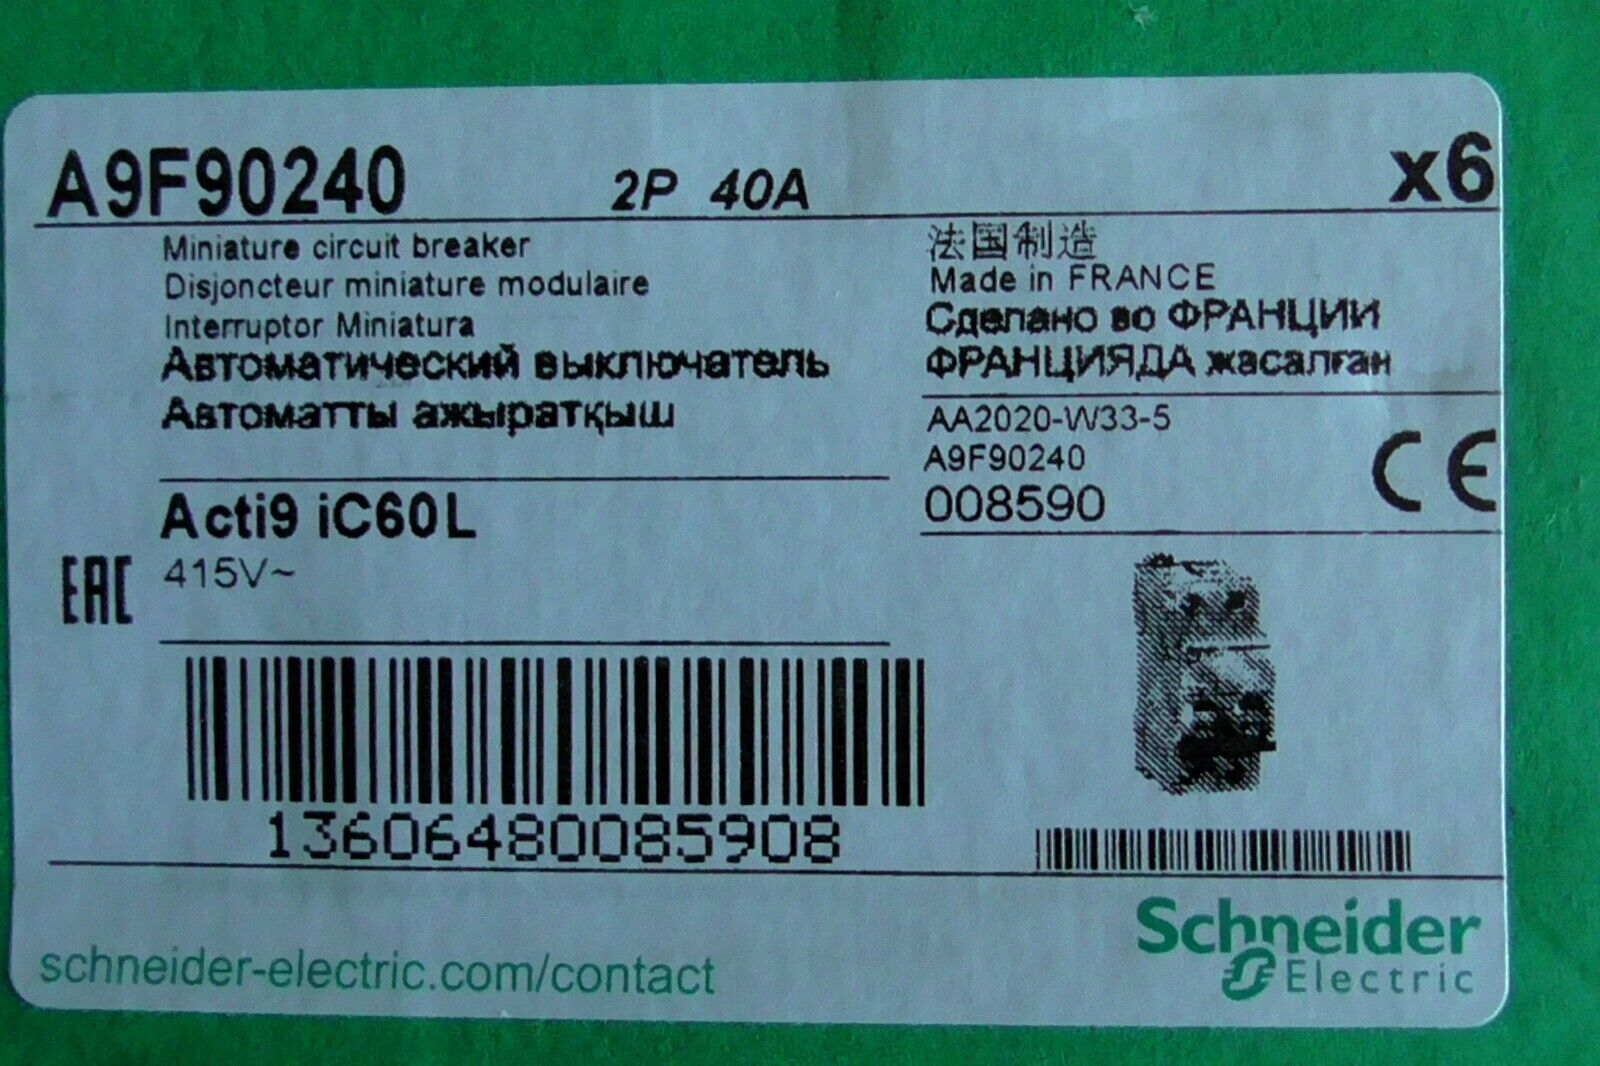 A9F90240 2P 40A x6
Miniature circuit breaker
Disjoncteur miniature modulaire
Interruptor Miniatura
Автоматический выключатель
Автоматты ажыратқыш
法国制造
Made in FRANCE
Сделано во ФРАНЦИИ
ФРАНЦИЯДА жасалған
AA2020-W33-5
A9F90240
008590
CE
Acti9 iC60L
EAC
415V~
13606480085908
schneider-electric.com/contact
Schneider
Electric